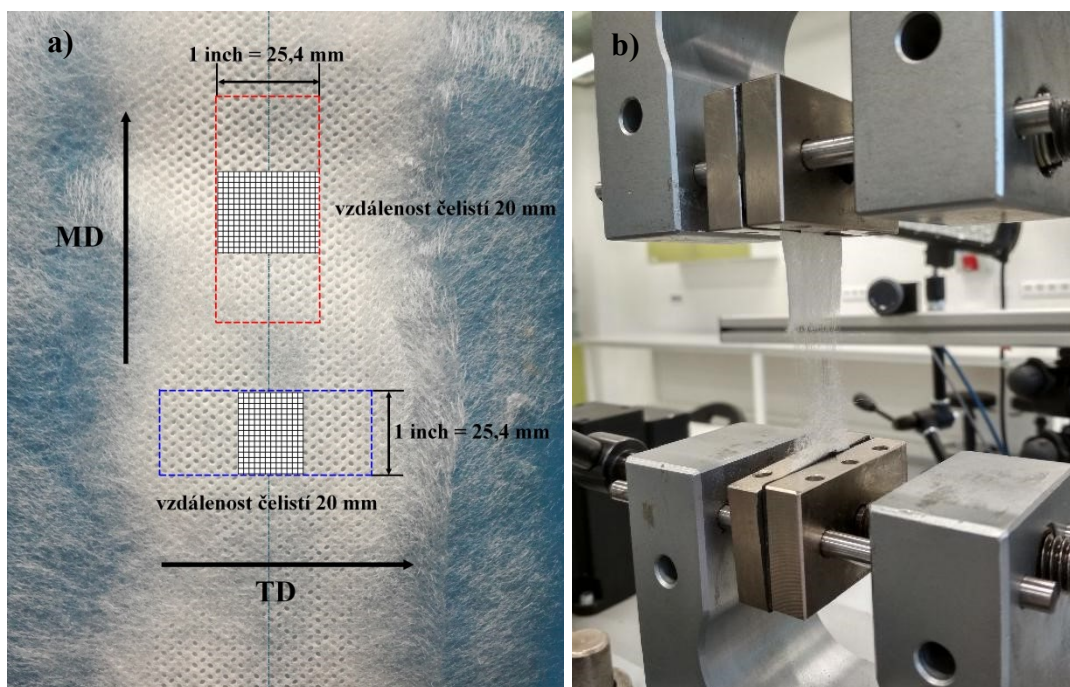 a)
1 inch = 25,4 mm
vzdálenost čelistí 20 mm
MD
1 inch = 25,4 mm
vzdálenost čelistí 20 mm
TD
b)